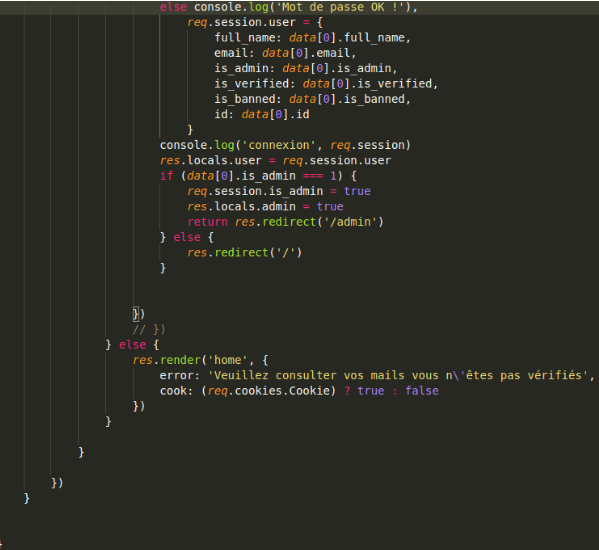 else console.log('Mot de passe OK !'),
req.session.user = {
full_name: data[0].full_name,
email: data[0].email,
is_admin: data[0].is_admin,
is_verified: data[0].is_verified,
is_banned: data[0].is_banned,
id: data[0].id
}
console.log('connexion', req.session)
res.locals.user = req.session.user
if (data[0].is_admin === 1) {
req.session.is_admin = true
res.locals.admin = true
return res.redirect('/admin')
} else {
res.redirect('/')
}
})
// })
} else {
res.render('home', {
error: 'Veuillez consulter vos mails vous n\'êtes pas vérifiés',
cook: (req.cookies.Cookie) ? true : false
})
}
}
})
}
}